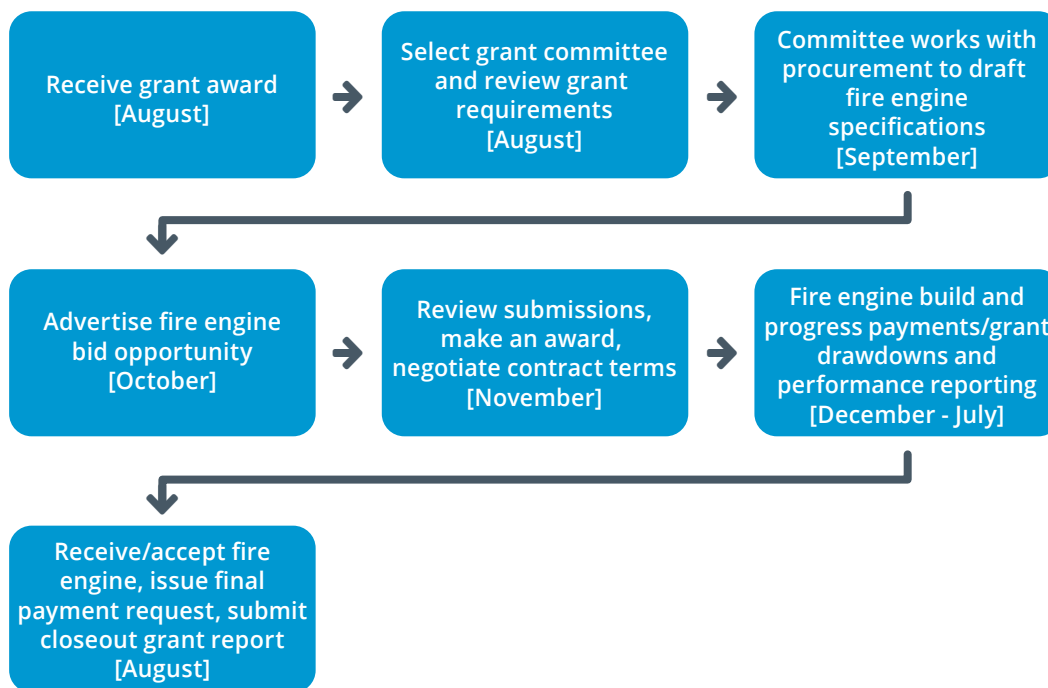 Receive grant award
[August]
Select grant committee
and review grant
requirements
[August]
Committee works with
procurement to draft
fire engine
specifications
[September]
Advertise fire engine
bid opportunity
[October]
Review submissions,
make an award,
negotiate contract terms
[November]
Fire engine build and
progress payments/grant
drawdowns and
performance reporting
[December - July]
Receive/accept fire
engine, issue final
payment request, submit
closeout grant report
[August]